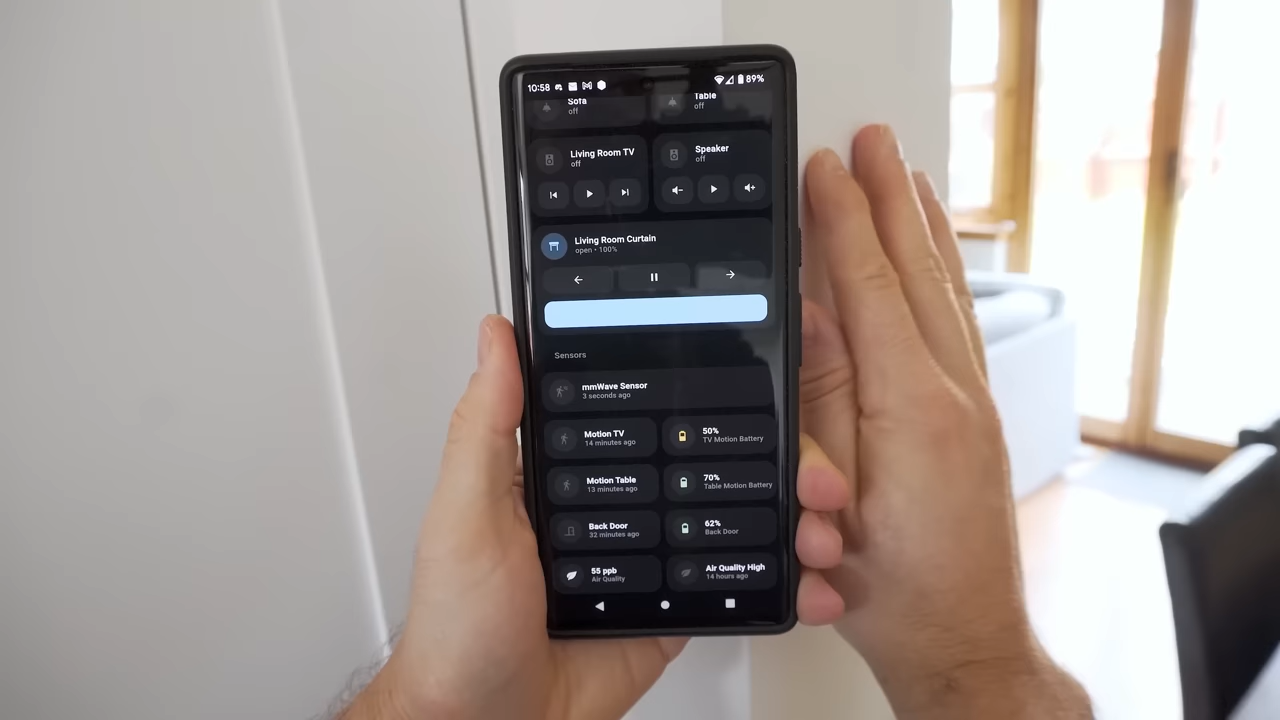 10:58 89%
Sofa
off
Table
off
Living Room TV
off
Speaker
off
Living Room Curtain
open • 100%
Sensors
mmWave Sensor
3 seconds ago
Motion TV
14 minutes ago
50%
TV Motion Battery
Motion Table
13 minutes ago
70%
Table Motion Battery
Back Door
32 minutes ago
62%
Back Door
55 ppb
Air Quality
Air Quality High
14 hours ago